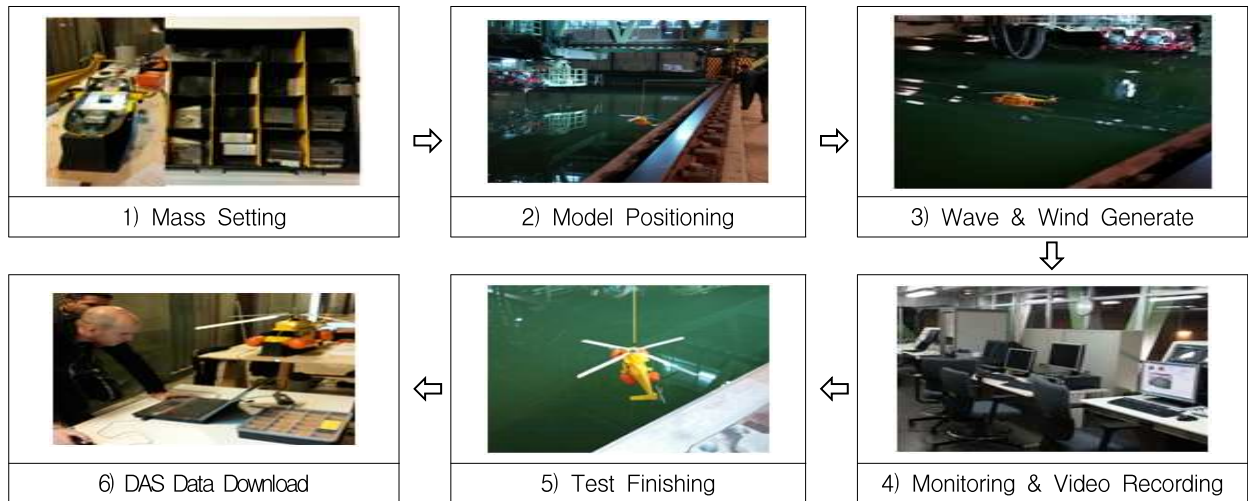 1) Mass Setting
2) Model Positioning
3) Wave & Wind Generate
4) Monitoring & Video Recording
5) Test Finishing
6) DAS Data Download